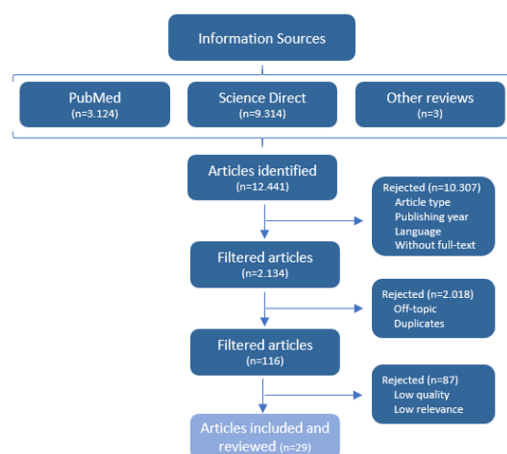 Information Sources
PubMed
(n=3.124)
Science Direct
(n=9.314)
Other reviews
(n=3)
Articles identified
(n=12.441)
Rejected (n=10.307)
Article type
Publishing year
Language
Without full-text
Filtered articles
(n=2.134)
Rejected (n=2.018)
Off-topic
Duplicates
Filtered articles
(n=116)
Rejected (n=87)
Low quality
Low relevance
Articles included and
reviewed (n=29)